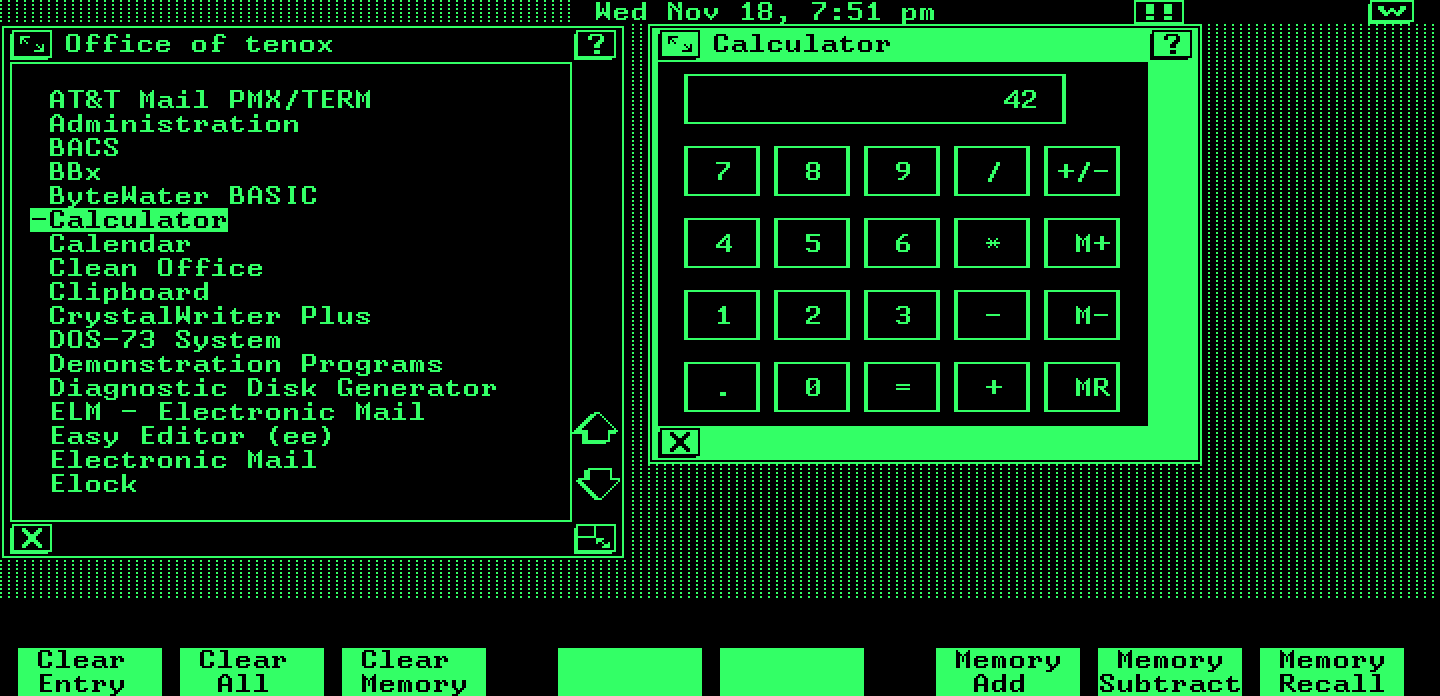 Wed Nov 18, 7:51 pm !! W
Office of tenox ?
AT&T Mail PMX/TERM
Administration
BACS
BBx
ByteWater BASIC
-Calculator
Calendar
Clean Office
Clipboard
CrystalWriter Plus
DOS-73 System
Demonstration Programs
Diagnostic Disk Generator
ELM - Electronic Mail
Easy Editor (ee)
Electronic Mail
Elock
X
Calculator ?
42
7 8 9 / +/-
4 5 6 * M+
1 2 3 - M-
. 0 = + MR
X
Clear Entry
Clear All
Clear Memory
Memory Add
Memory Subtract
Memory Recall